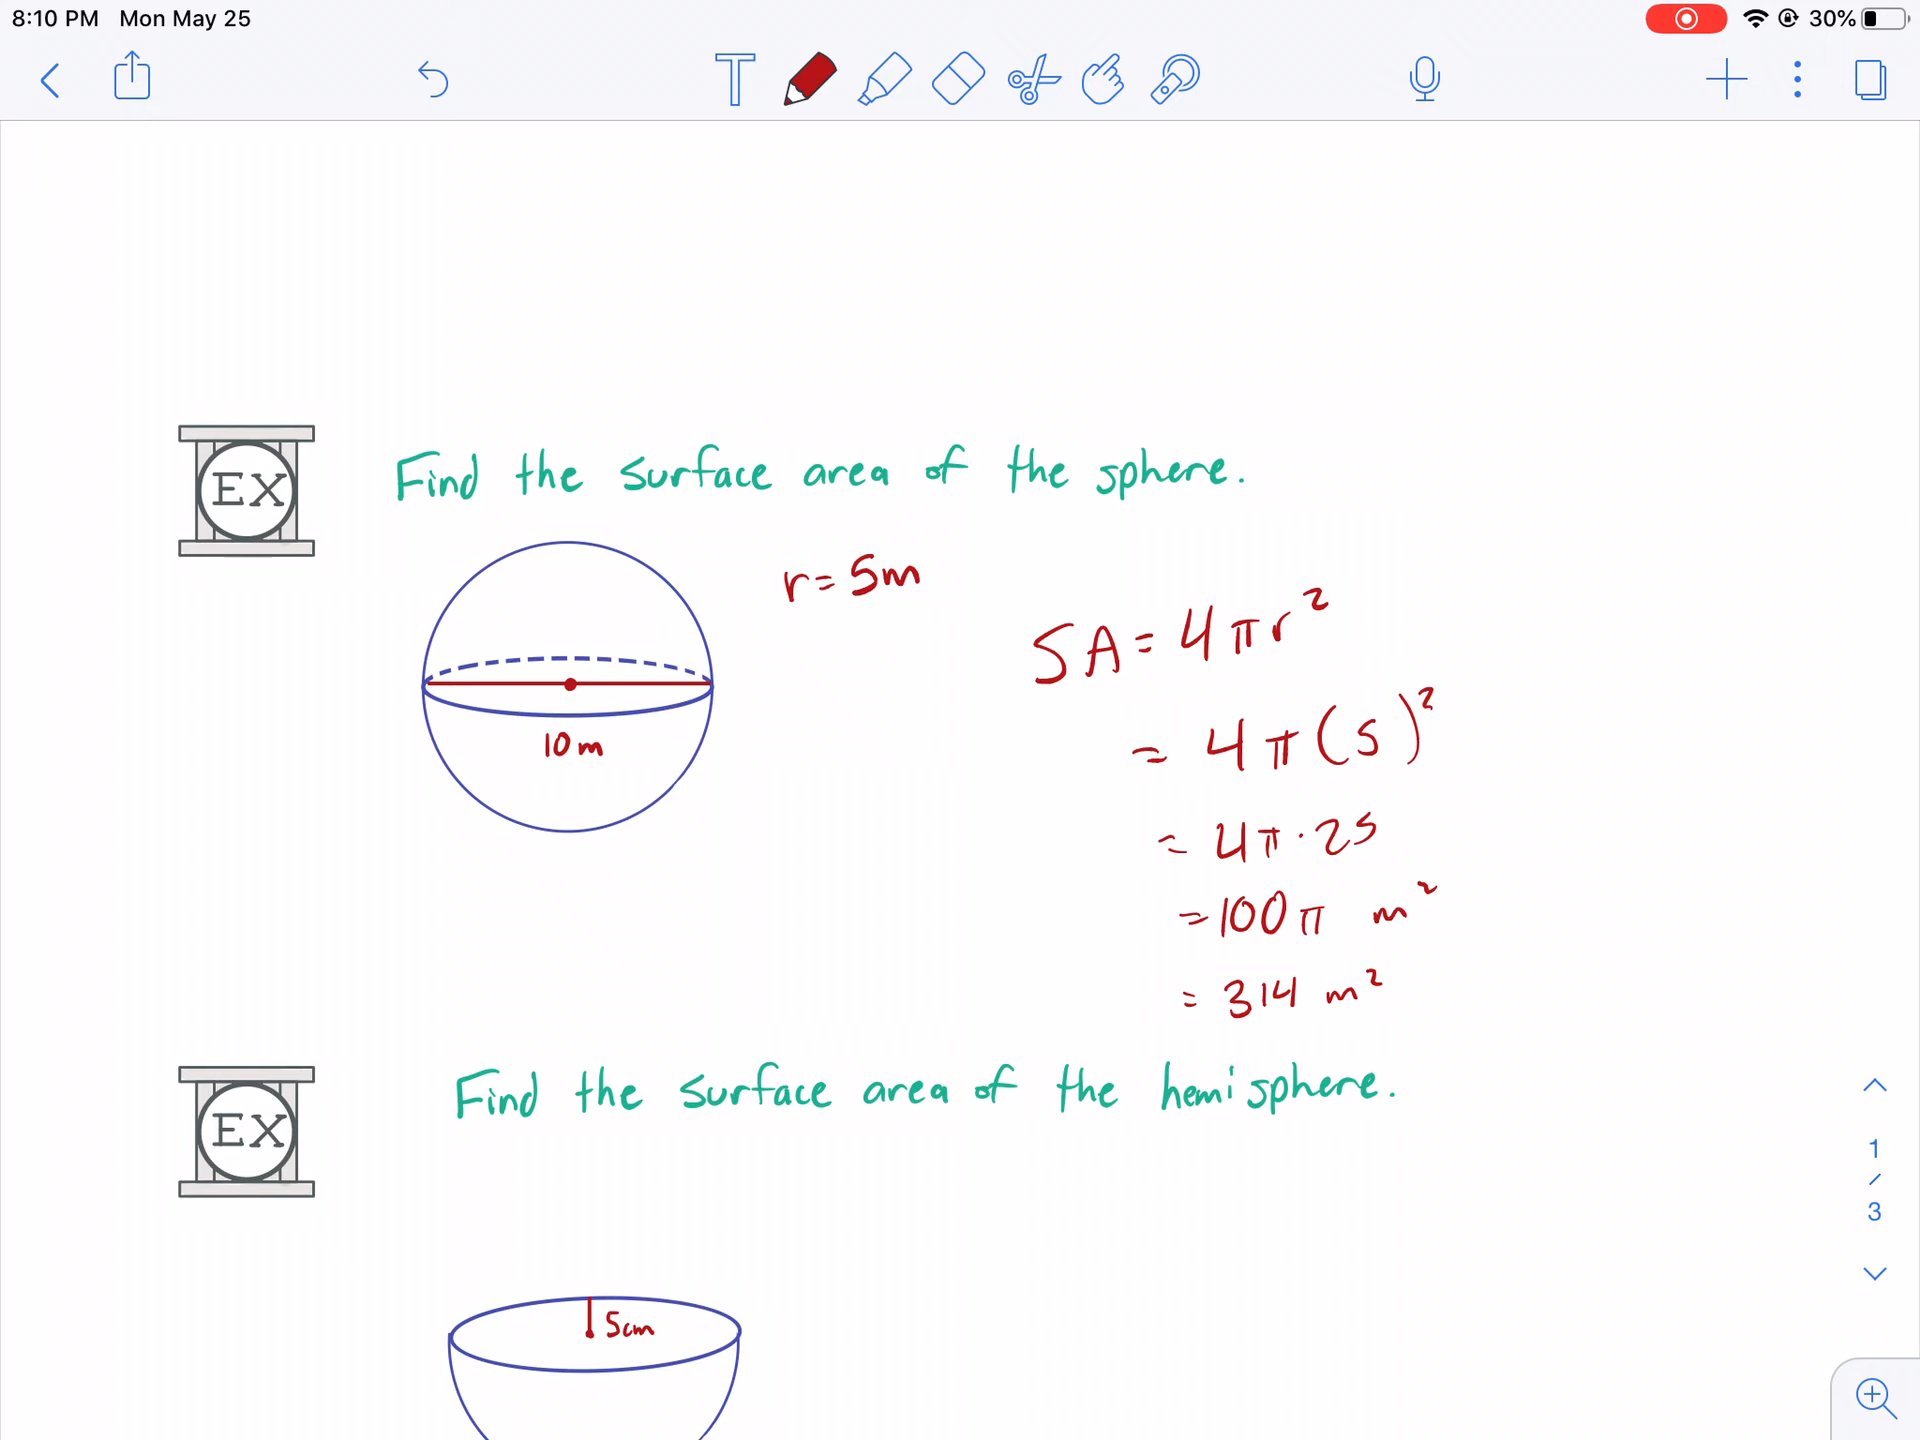 8:10 PM Mon May 25
30%
T
EX
Find the surface area of the sphere.
r = 5m
10m
SA = 4πr²
= 4π(5)²
= 4π·25
= 100π m²
= 314 m²
EX
Find the surface area of the hemisphere.
1
/
3
5cm